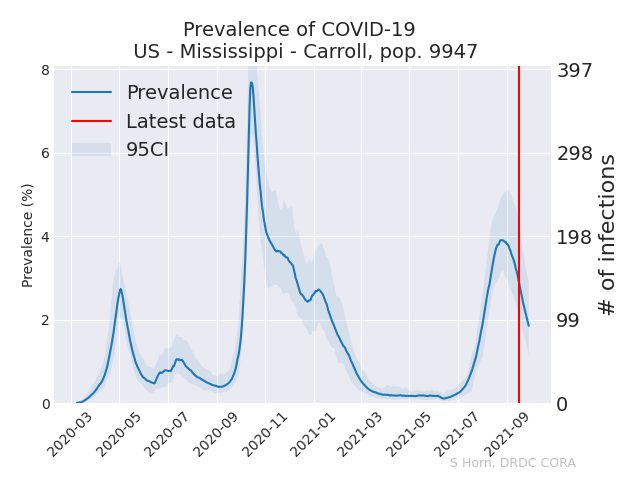 Prevalence of COVID-19
US - Mississippi - Carroll, pop. 9947
Prevalence
Latest data
95CI
Prevalence (%)
8
6
4
2
0
397
298
198
99
0
# of infections
2020-03
2020-05
2020-07
2020-09
2020-11
2021-01
2021-03
2021-05
2021-07
2021-09
S Horn, DRDC CORA